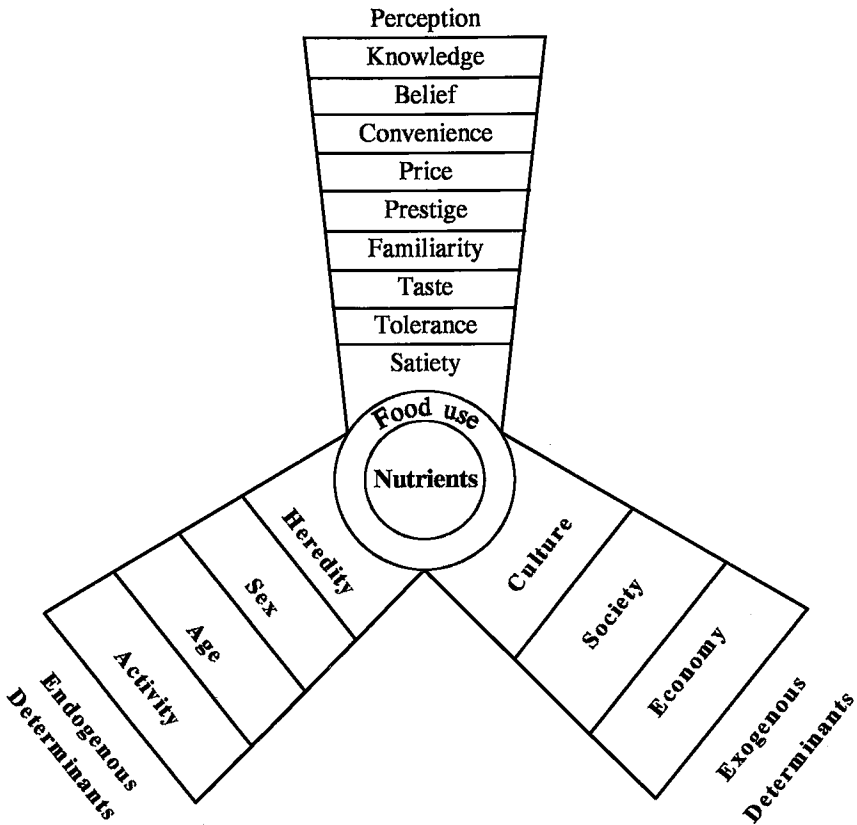 Perception
Knowledge
Belief
Convenience
Price
Prestige
Familiarity
Taste
Tolerance
Satiety
Food use
Nutrients
Heredity
Sex
Age
Activity
Endogenous
Determinants
Culture
Society
Economy
Exogenous
Determinants